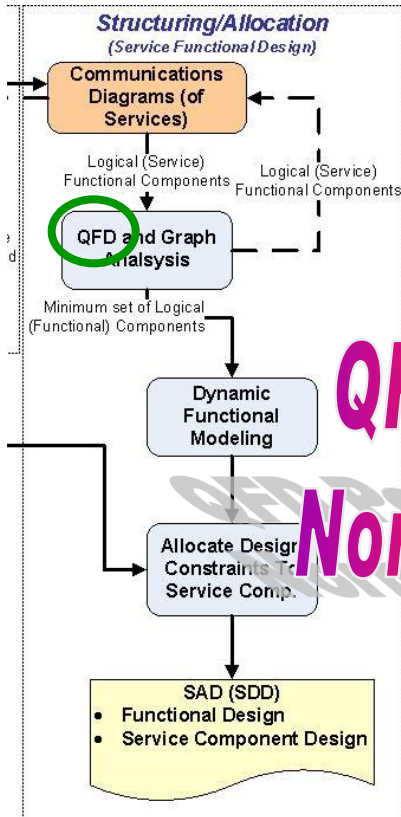 Structuring/Allocation
(Service Functional Design)
Communications
Diagrams (of
Services)
Logical (Service)
Functional Components
Logical (Service)
Functional Components
QFD and Graph
Analsysis
Minimum set of Logical
(Functional) Components
Dynamic
Functional
Modeling
Allocate Design
Constraints To
Service Comp.
SAD (SDD)
• Functional Design
• Service Component Design